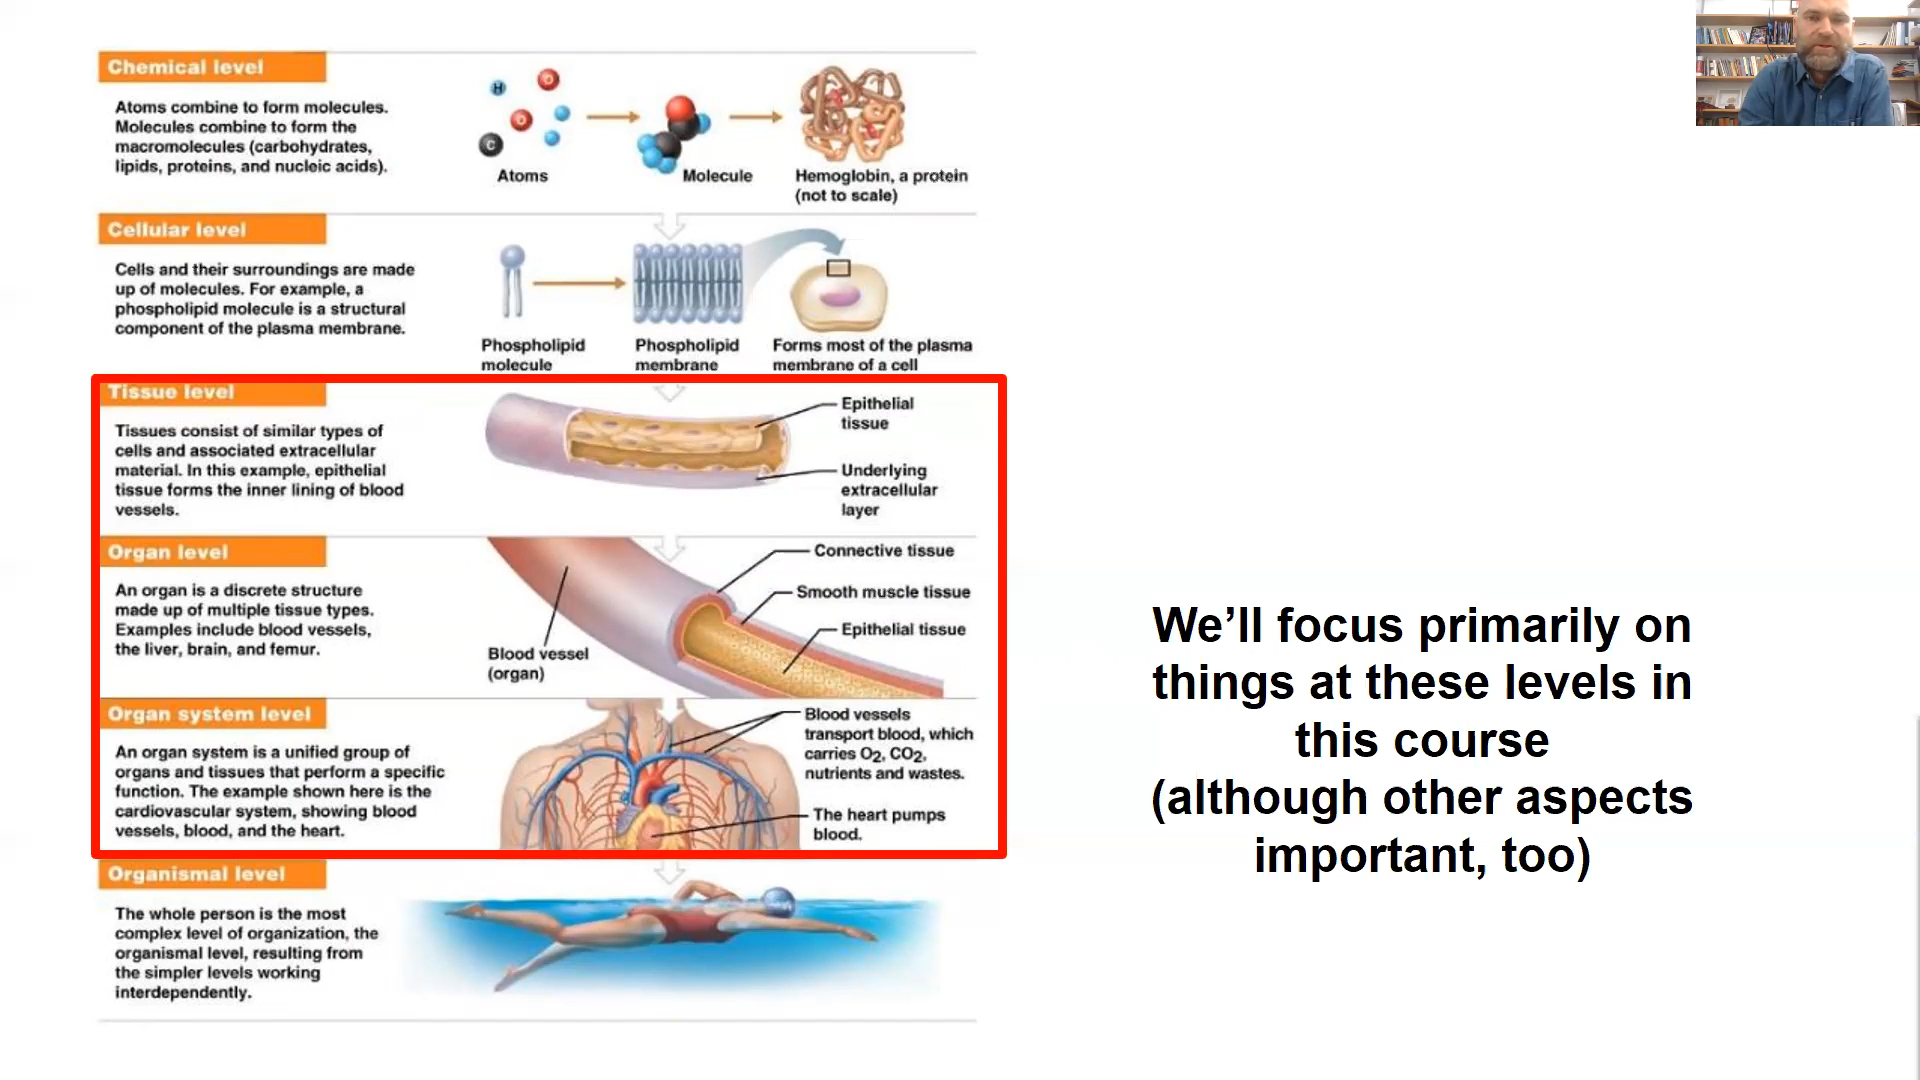 Chemical level
Atoms combine to form molecules.
Molecules combine to form the
macromolecules (carbohydrates,
lipids, proteins, and nucleic acids).
H
O
O
C
Atoms
Molecule
Hemoglobin, a protein
(not to scale)
Cellular level
Cells and their surroundings are made
up of molecules. For example, a
phospholipid molecule is a structural
component of the plasma membrane.
Phospholipid
molecule
Phospholipid
membrane
Forms most of the plasma
membrane of a cell
Tissue level
Tissues consist of similar types of
cells and associated extracellular
material. In this example, epithelial
tissue forms the inner lining of blood
vessels.
Epithelial
tissue
Underlying
extracellular
layer
Organ level
An organ is a discrete structure
made up of multiple tissue types.
Examples include blood vessels,
the liver, brain, and femur.
Blood vessel
(organ)
Connective tissue
Smooth muscle tissue
Epithelial tissue
Organ system level
An organ system is a unified group of
organs and tissues that perform a specific
function. The example shown here is the
cardiovascular system, showing blood
vessels, blood, and the heart.
Blood vessels
transport blood, which
carries O2, CO2,
nutrients and wastes.
The heart pumps
blood.
Organismal level
The whole person is the most
complex level of organization, the
organismal level, resulting from
the simpler levels working
interdependently.
We’ll focus primarily on
things at these levels in
this course
(although other aspects
important, too)